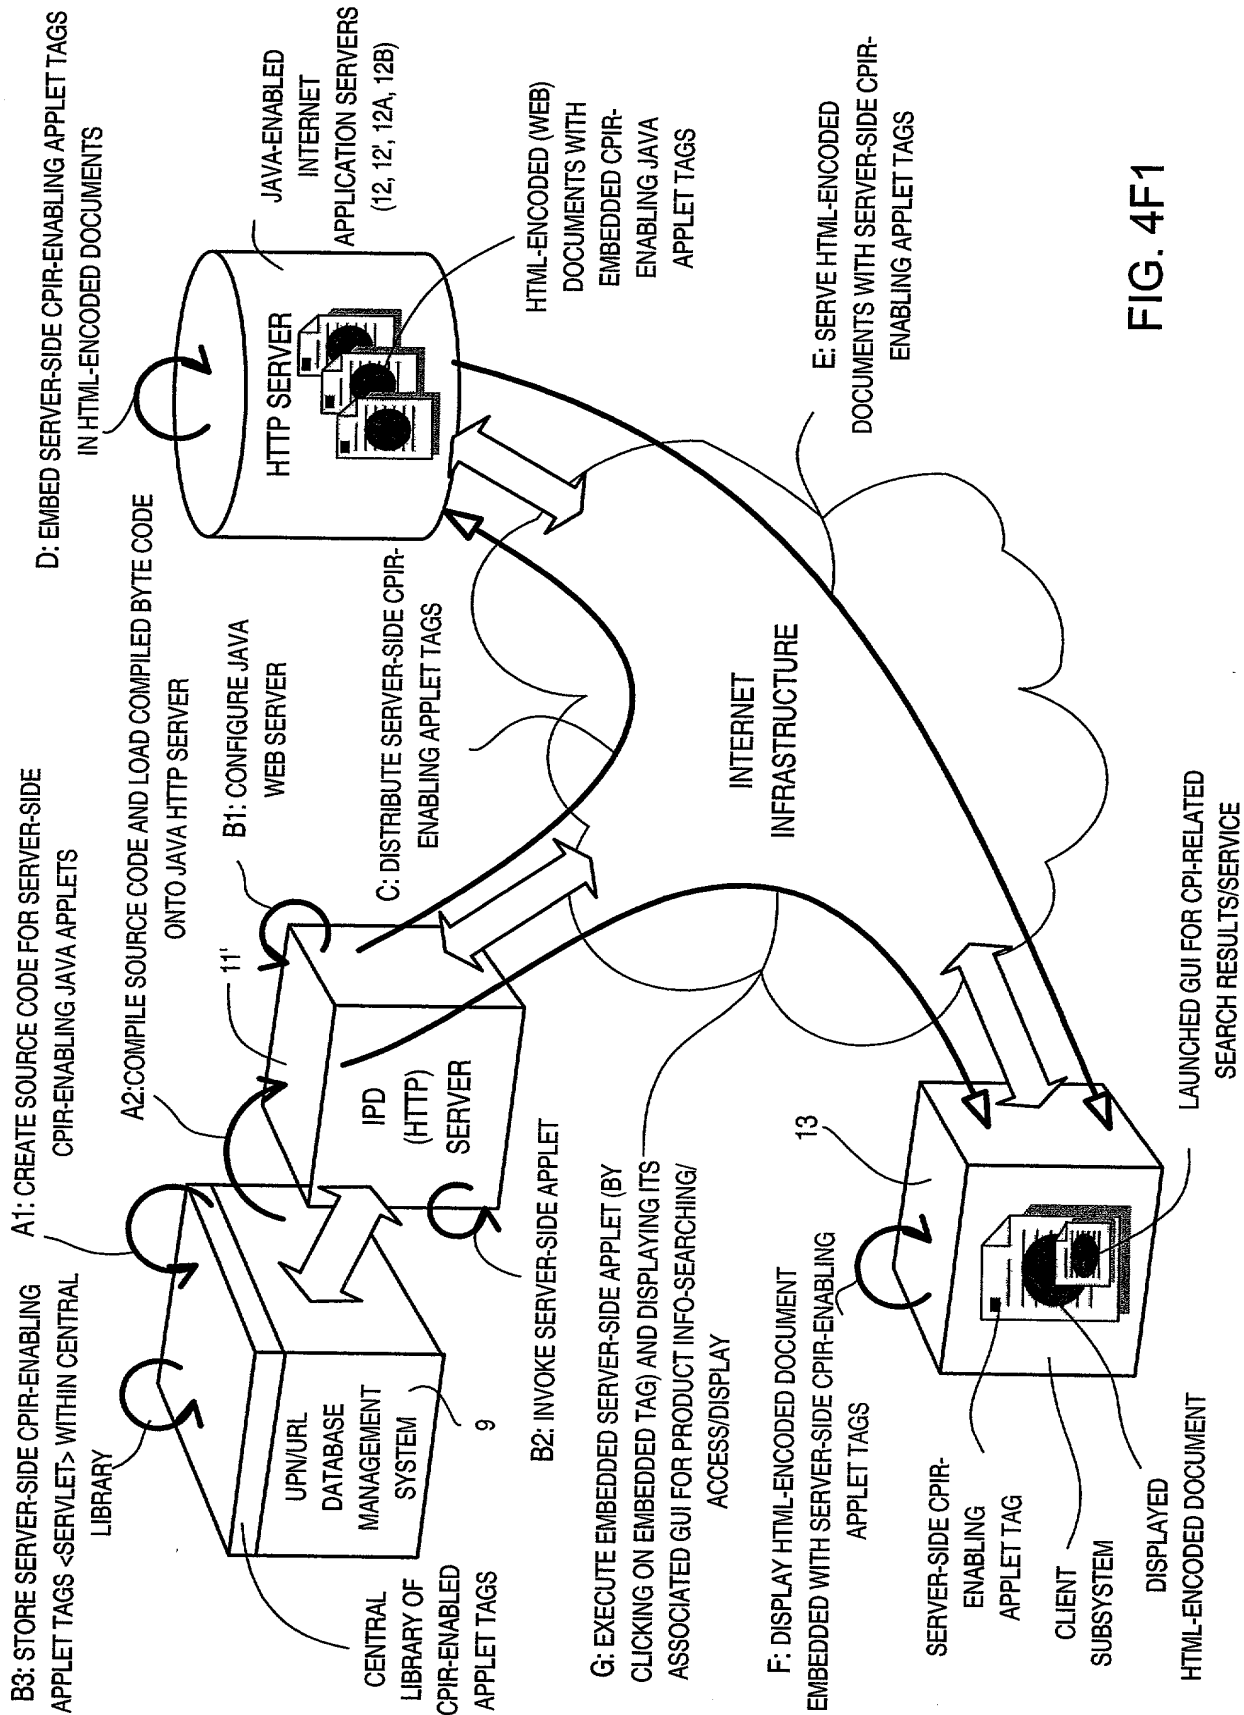 B3: STORE SERVER-SIDE CPIR-ENABLING
APPLET TAGS <SERVLET> WITHIN CENTRAL
LIBRARY
A1: CREATE SOURCE CODE FOR SERVER-SIDE
CPIR-ENABLING JAVA APPLETS
A2:COMPILE SOURCE CODE AND LOAD COMPILED BYTE CODE
ONTO JAVA HTTP SERVER
D: EMBED SERVER-SIDE CPIR-ENABLING APPLET TAGS
IN HTML-ENCODED DOCUMENTS
B1: CONFIGURE JAVA
WEB SERVER
JAVA-ENABLED
INTERNET
APPLICATION SERVERS
(12, 12', 12A, 12B)
HTTP SERVER
11'
UPN/URL
DATABASE
MANAGEMENT
SYSTEM
9
IPD
(HTTP)
SERVER
C: DISTRIBUTE SERVER-SIDE CPIR-
ENABLING APPLET TAGS
HTML-ENCODED (WEB)
DOCUMENTS WITH
EMBEDDED CPIR-
ENABLING JAVA
APPLET TAGS
CENTRAL
LIBRARY OF
CPIR-ENABLED
APPLET TAGS
B2: INVOKE SERVER-SIDE APPLET
G: EXECUTE EMBEDDED SERVER-SIDE APPLET (BY
CLICKING ON EMBEDDED TAG) AND DISPLAYING ITS
ASSOCIATED GUI FOR PRODUCT INFO-SEARCHING/
ACCESS/DISPLAY
INTERNET
INFRASTRUCTURE
E: SERVE HTML-ENCODED
DOCUMENTS WITH SERVER-SIDE CPIR-
ENABLING APPLET TAGS
F: DISPLAY HTML-ENCODED DOCUMENT
EMBEDDED WITH SERVER-SIDE CPIR-ENABLING
APPLET TAGS
13
SERVER-SIDE CPIR-
ENABLING
APPLET TAG
CLIENT
SUBSYSTEM
DISPLAYED
HTML-ENCODED DOCUMENT
LAUNCHED GUI FOR CPI-RELATED
SEARCH RESULTS/SERVICE
FIG. 4F1